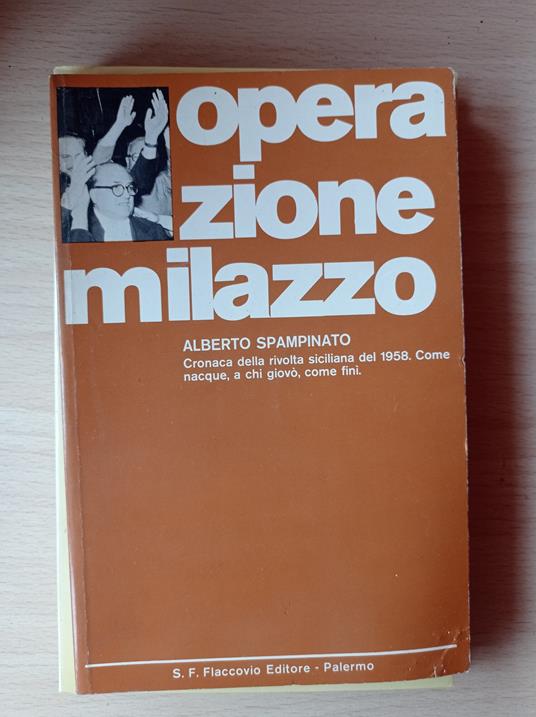 opera
zione
milazzo
ALBERTO SPAMPINATO
Cronaca della rivolta siciliana del 1958. Come
nacque, a chi giovò, come finì.
S. F. Flaccovio Editore - Palermo